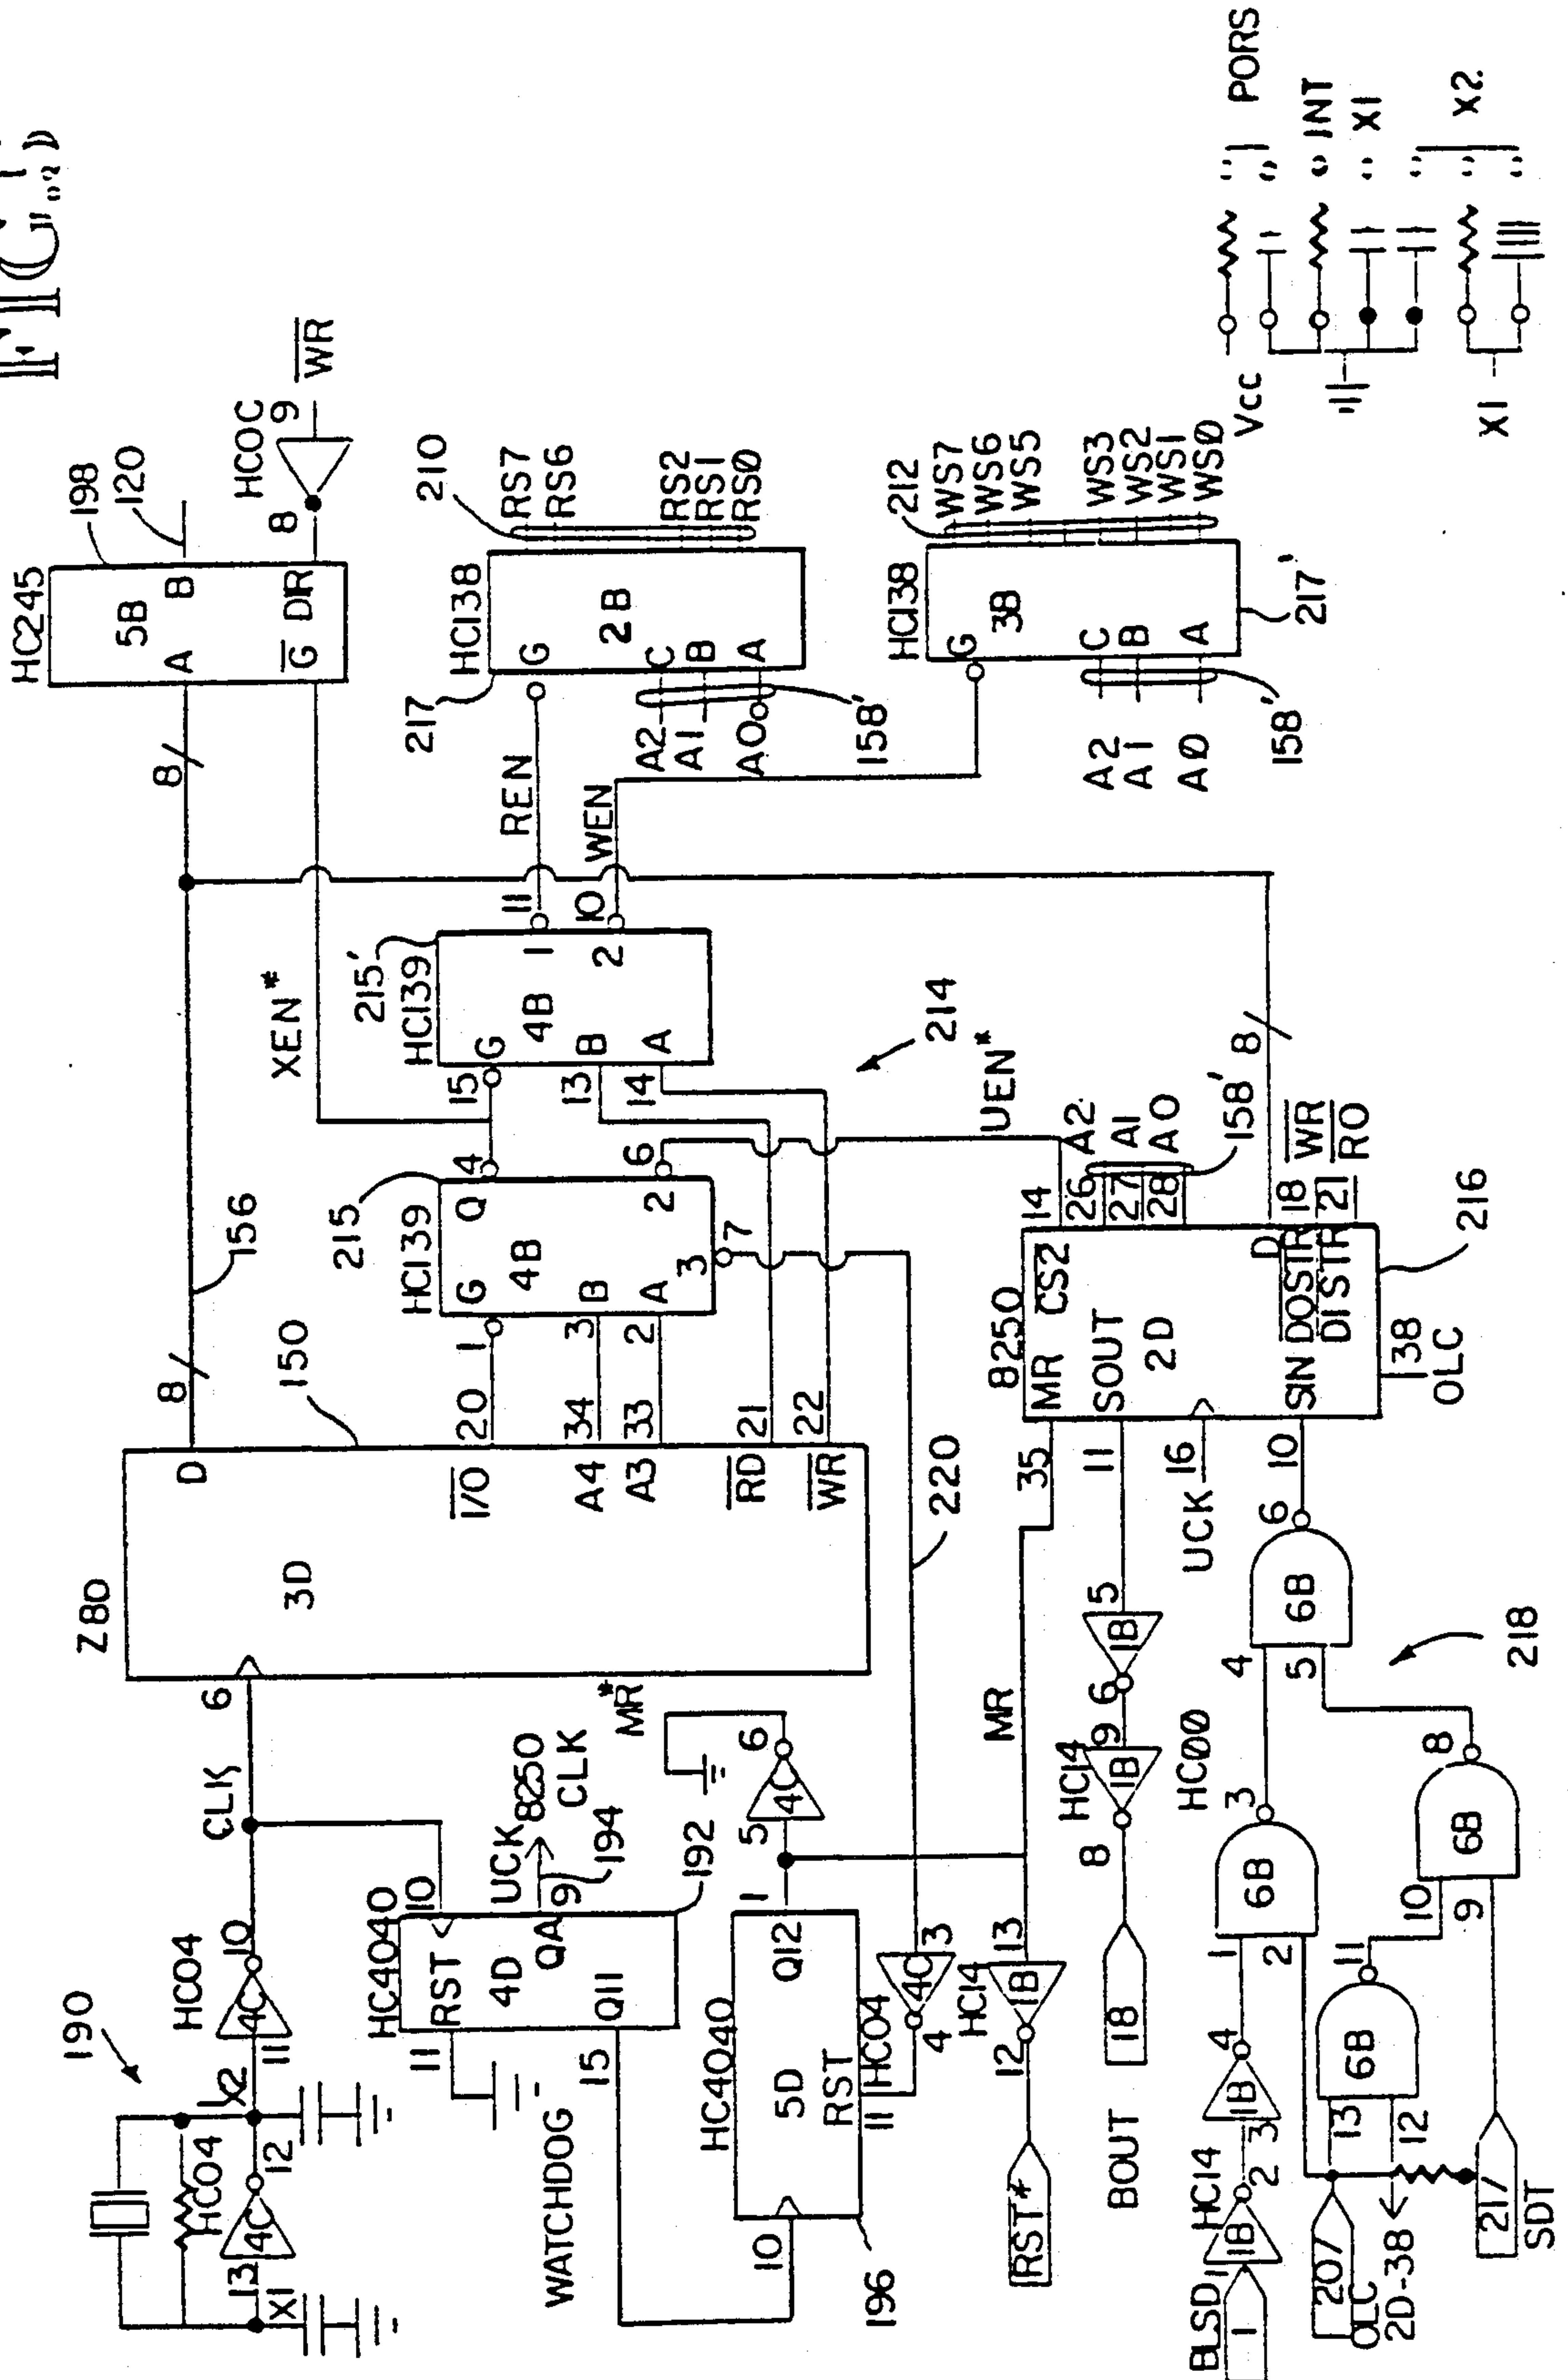 FIG.
190
HC04
13
X1
12
X2
HC04
4C
11
4C
10
CLK
6
Z80
3D
D
I/O
A4
A3
RD
WR
20
34
33
21
22
150
8
156
1
3
2
HC139
215
G
4B
B
A
Q
2
3
4
6
7
XEN*
15
13
14
HC139
215'
G
4B
B
A
1
2
11
10
REN
WEN
214
8
HC245
5B
A
B
G
DIR
198
120
8
HC0C
9
WR
217
HC138
G
2B
C
B
A
A2
A1
A0
158'
210
RS7
RS6
RS2
RS1
RS0
HC138
G
3B
C
B
A
A2
A1
A0
158'
217'
212
WS7
WS6
WS5
WS3
WS2
WS1
WS0
WATCHDOG
11
HC4040
RST
4D
QA
Q11
10
UCK
8250
CLK
9
194
192
15
10
HC4040
5D
Q12
RST
11
196
1
5
4C
6
*MR
HC04
4
4C
3
220
RST*
12
HC14
1B
13
MR
BOUT
18
8
HC14
1B
9
6
1B
5
35
11
UCK
16
10
8250
MR
CS2
SOUT
2D
SIN
D
DOSTR
DISTR
14
26
27
28
18
21
UEN*
A2
A1
A0
158'
8
WR
RO
216
38
OLC
BLSD
1
1
HC14
1B
2
3
1B
4
1
2
6B
3
HC00
4
5
6B
6
218
207
OLC
2D-38
13
12
6B
11
10
9
6B
8
217
SDT
Vcc
PORS
INT
X1
X1
X2